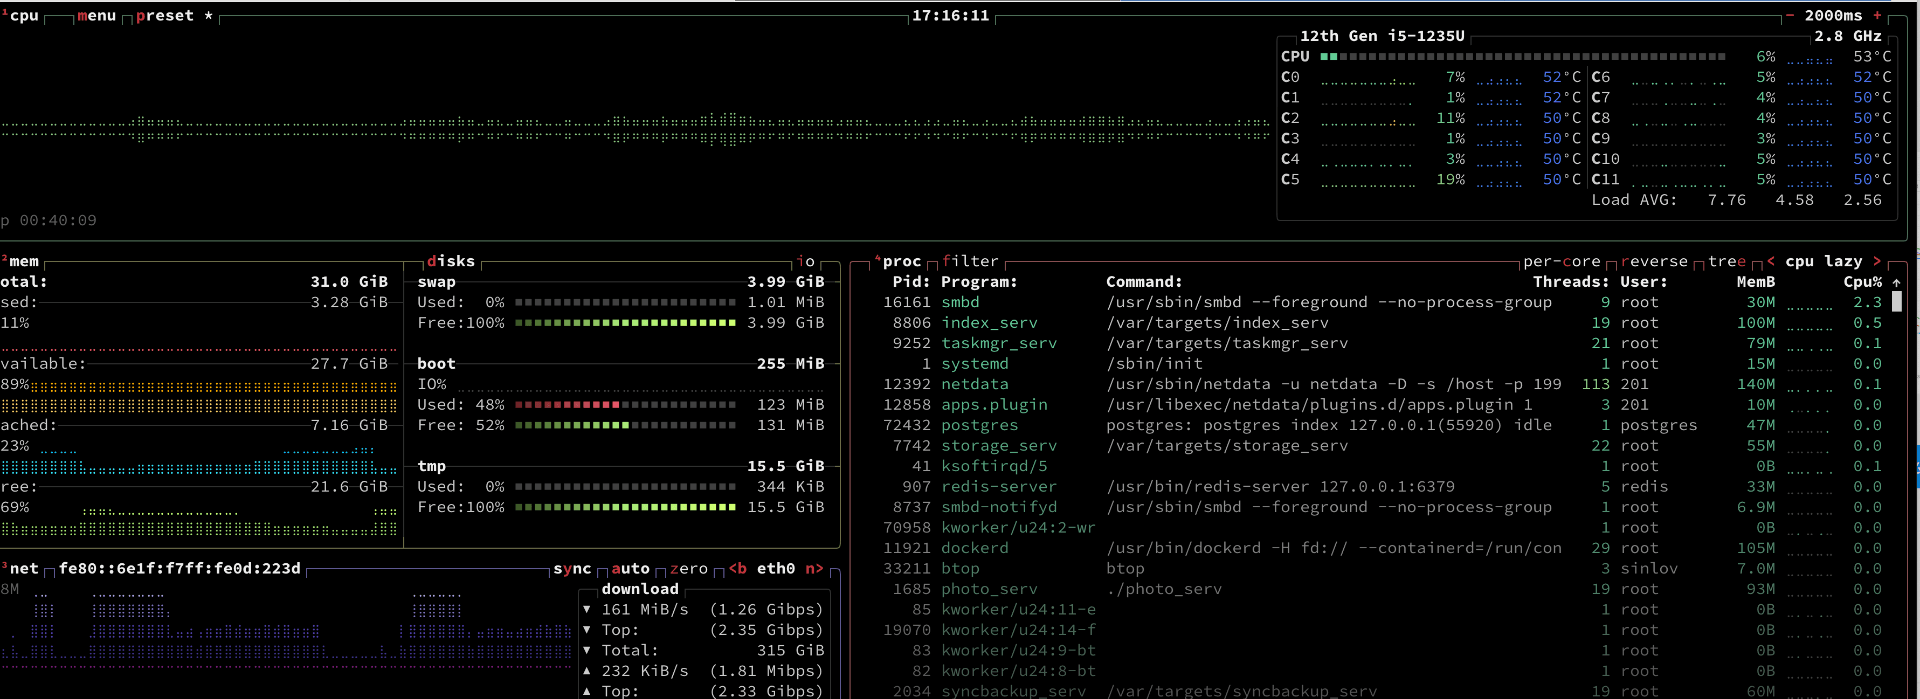 ¹cpu menu preset * 17:16:11 - 2000ms +
12th Gen i5-1235U 2.8 GHz
CPU 6% 53°C
C0 7% 52°C C6 5% 52°C
C1 1% 52°C C7 4% 50°C
C2 11% 50°C C8 4% 50°C
C3 1% 50°C C9 3% 50°C
C4 3% 50°C C10 5% 50°C
C5 19% 50°C C11 5% 50°C
Load AVG: 7.76 4.58 2.56
p 00:40:09
²mem
otal: 31.0 GiB
sed: 3.28 GiB
11%
vailable: 27.7 GiB
89%
ached: 7.16 GiB
23%
ree: 21.6 GiB
69%
disks io
swap 3.99 GiB
Used: 0% 1.01 MiB
Free:100% 3.99 GiB
boot 255 MiB
IO%
Used: 48% 123 MiB
Free: 52% 131 MiB
tmp 15.5 GiB
Used: 0% 344 KiB
Free:100% 15.5 GiB
³net fe80::6e1f:f7ff:fe0d:223d sync auto zero <b eth0 n>
8M
download
▼ 161 MiB/s (1.26 Gibps)
▼ Top: (2.35 Gibps)
▼ Total: 315 GiB
▲ 232 KiB/s (1.81 Mibps)
▲ Top: (2.33 Gibps)
⁴proc filter per-core reverse tree < cpu lazy >
Pid: Program: Command: Threads: User: MemB Cpu% ↑
16161 smbd /usr/sbin/smbd --foreground --no-process-group 9 root 30M 2.3
8806 index_serv /var/targets/index_serv 19 root 100M 0.5
9252 taskmgr_serv /var/targets/taskmgr_serv 21 root 79M 0.1
1 systemd /sbin/init 1 root 15M 0.0
12392 netdata /usr/sbin/netdata -u netdata -D -s /host -p 199 113 201 140M 0.1
12858 apps.plugin /usr/libexec/netdata/plugins.d/apps.plugin 1 3 201 10M 0.0
72432 postgres postgres: postgres index 127.0.0.1(55920) idle 1 postgres 47M 0.0
7742 storage_serv /var/targets/storage_serv 22 root 55M 0.0
41 ksoftirqd/5 1 root 0B 0.1
907 redis-server /usr/bin/redis-server 127.0.0.1:6379 5 redis 33M 0.0
8737 smbd-notifyd /usr/sbin/smbd --foreground --no-process-group 1 root 6.9M 0.0
70958 kworker/u24:2-wr 1 root 0B 0.0
11921 dockerd /usr/bin/dockerd -H fd:// --containerd=/run/con 29 root 105M 0.0
33211 btop btop 3 sinlov 7.0M 0.0
1685 photo_serv ./photo_serv 19 root 93M 0.0
85 kworker/u24:11-e 1 root 0B 0.0
19070 kworker/u24:14-f 1 root 0B 0.0
83 kworker/u24:9-bt 1 root 0B 0.0
82 kworker/u24:8-bt 1 root 0B 0.0
2034 syncbackup_serv /var/targets/syncbackup_serv 19 root 60M 0.0